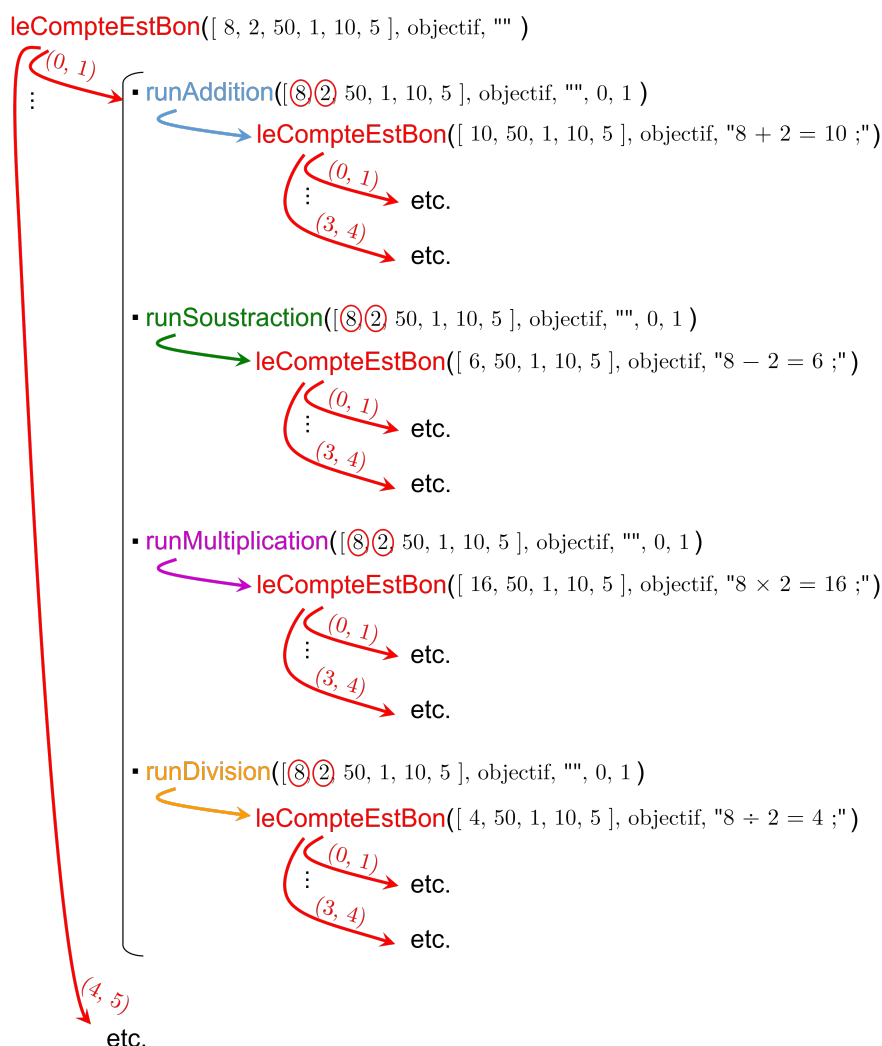 leCompteEstBon([ 8, 2, 50, 1, 10, 5 ], objectif, "" )
(0, 1)
⋮
▪ runAddition([8, 2, 50, 1, 10, 5 ], objectif, "", 0, 1 )
leCompteEstBon([ 10, 50, 1, 10, 5 ], objectif, "8 + 2 = 10 ;")
(0, 1)
⋮
etc.
(3, 4)
etc.
▪ runSoustraction([8, 2, 50, 1, 10, 5 ], objectif, "", 0, 1 )
leCompteEstBon([ 6, 50, 1, 10, 5 ], objectif, "8 − 2 = 6 ;")
(0, 1)
⋮
etc.
(3, 4)
etc.
▪ runMultiplication([8, 2, 50, 1, 10, 5 ], objectif, "", 0, 1 )
leCompteEstBon([ 16, 50, 1, 10, 5 ], objectif, "8 × 2 = 16 ;")
(0, 1)
⋮
etc.
(3, 4)
etc.
▪ runDivision([8, 2, 50, 1, 10, 5 ], objectif, "", 0, 1 )
leCompteEstBon([ 4, 50, 1, 10, 5 ], objectif, "8 ÷ 2 = 4 ;")
(0, 1)
⋮
etc.
(3, 4)
etc.
(4, 5)
etc.